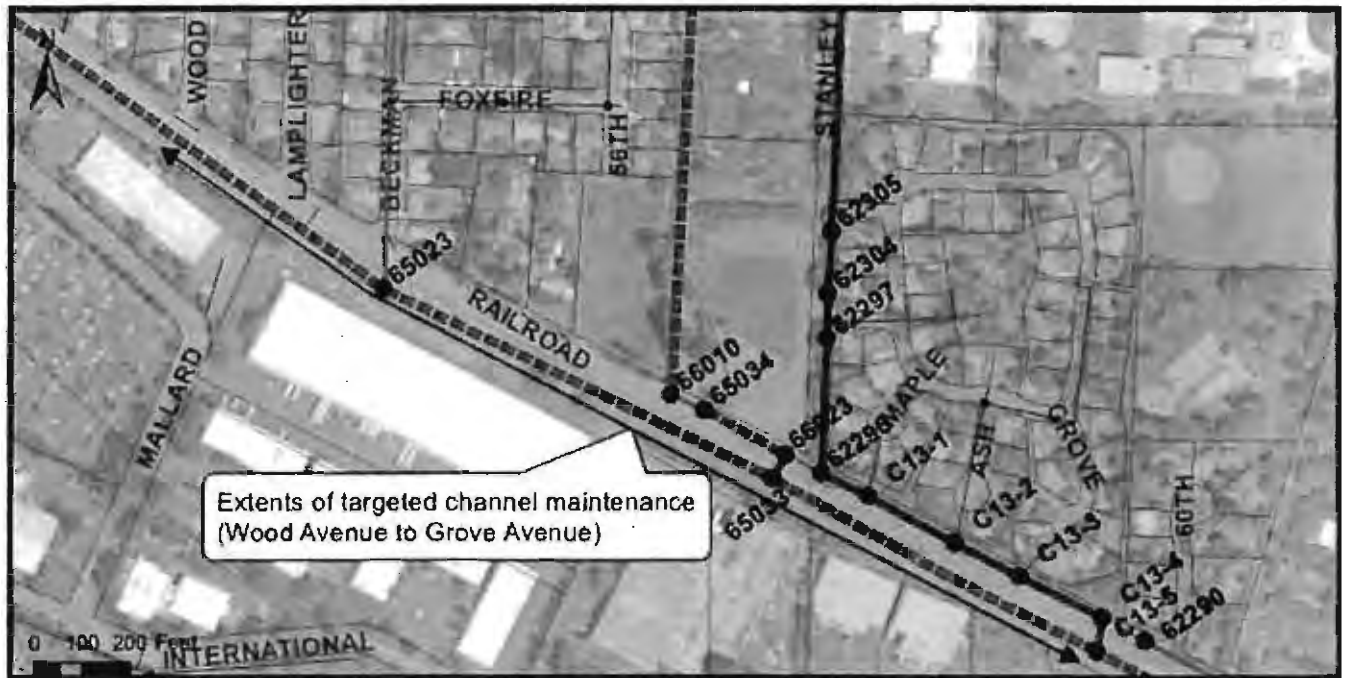 WOOD
LAMPLIGHTER
BECKMAN
FOXFIRE
56TH
STANLEY
62305
62304
62297
65023
RAILROAD
66010
65034
66023
65033
MAPLE
C13-1
ASH
GROVE
C13-2
C13-3
60TH
C13-4
C13-5
62290
MALLARD
Extents of targeted channel maintenance
(Wood Avenue to Grove Avenue)
0 100 200 Feet
INTERNATIONAL